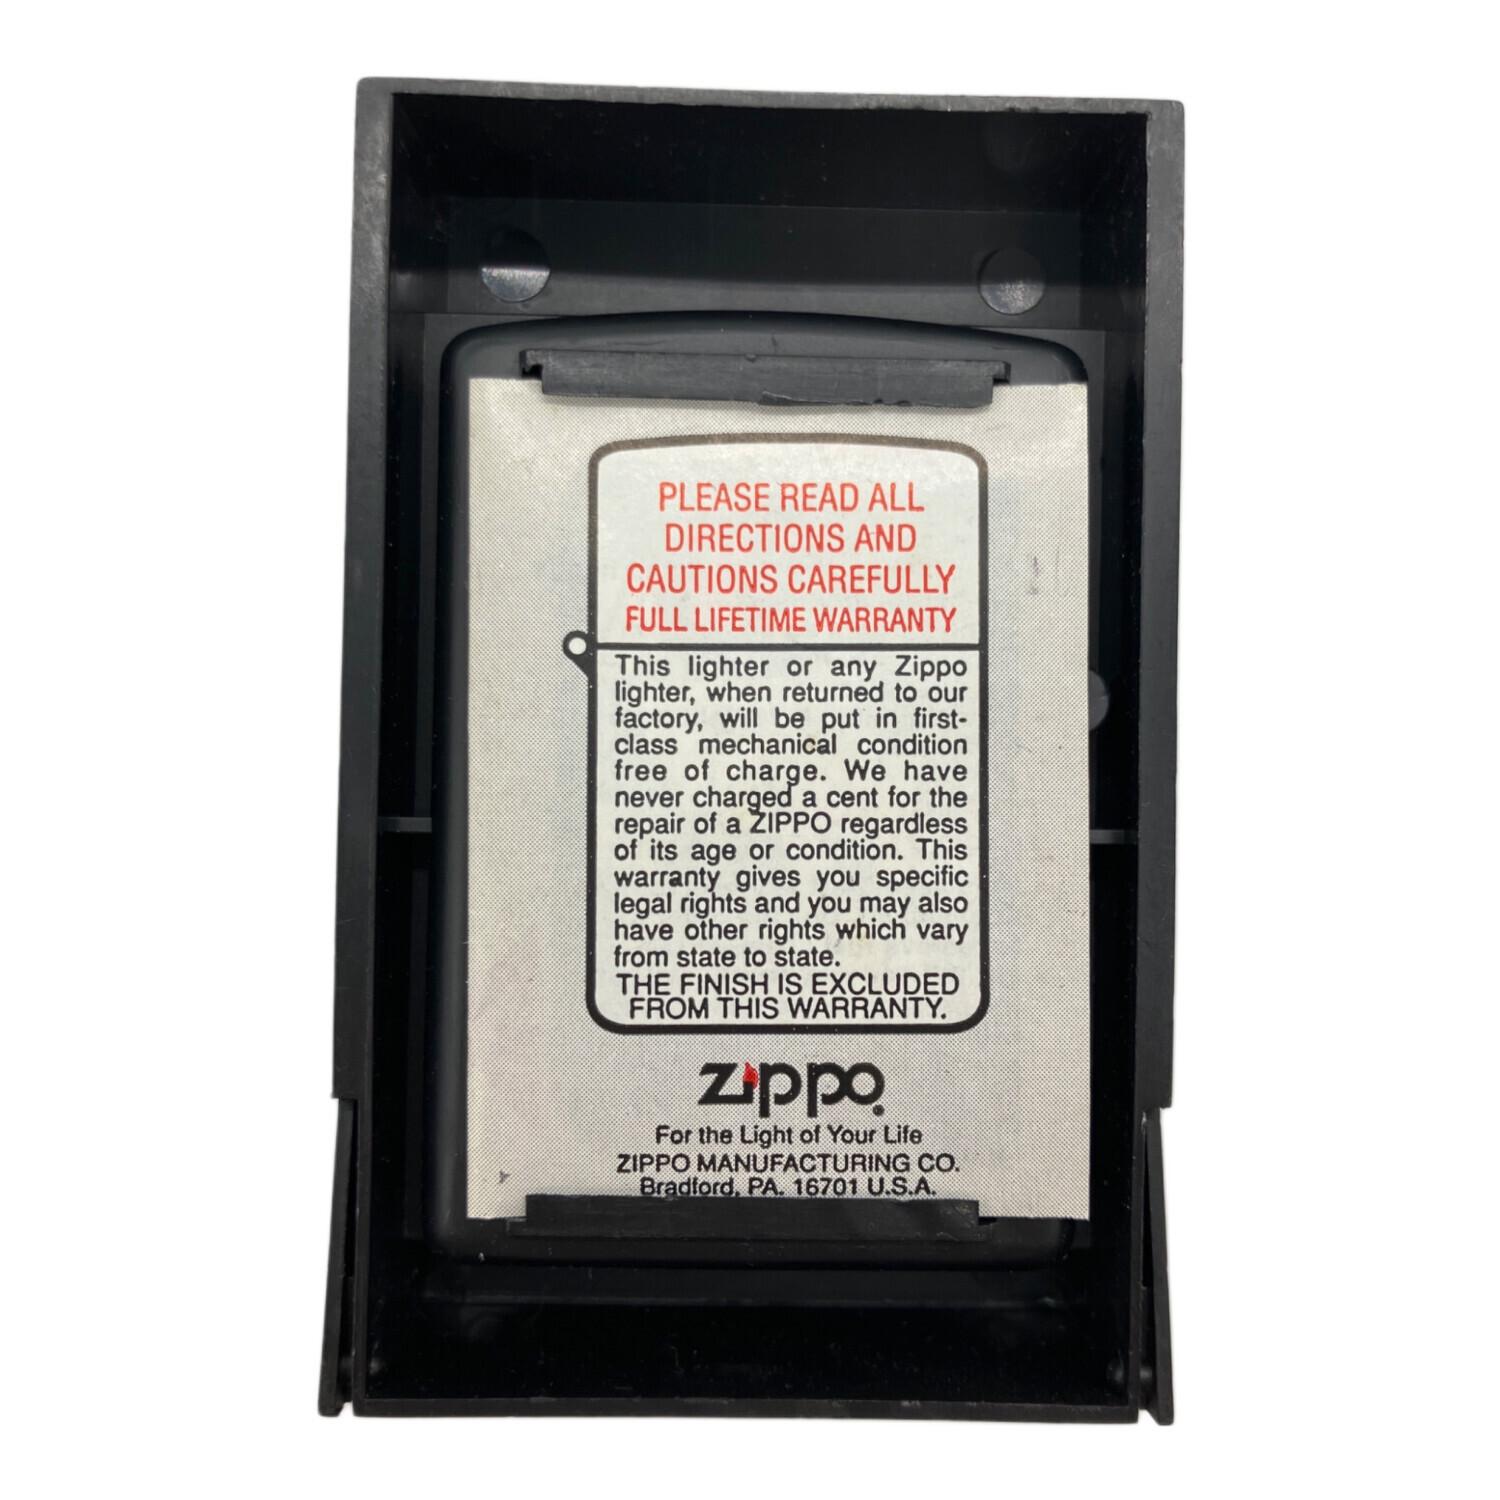 PLEASE READ ALL
DIRECTIONS AND
CAUTIONS CAREFULLY
FULL LIFETIME WARRANTY
This lighter or any Zippo
lighter, when returned to our
factory, will be put in first-
class mechanical condition
free of charge. We have
never charged a cent for the
repair of a ZIPPO regardless
of its age or condition. This
warranty gives you specific
legal rights and you may also
have other rights which vary
from state to state.
THE FINISH IS EXCLUDED
FROM THIS WARRANTY.
zippo
For the Light of Your Life
ZIPPO MANUFACTURING CO.
Bradford, PA. 16701 U.S.A.